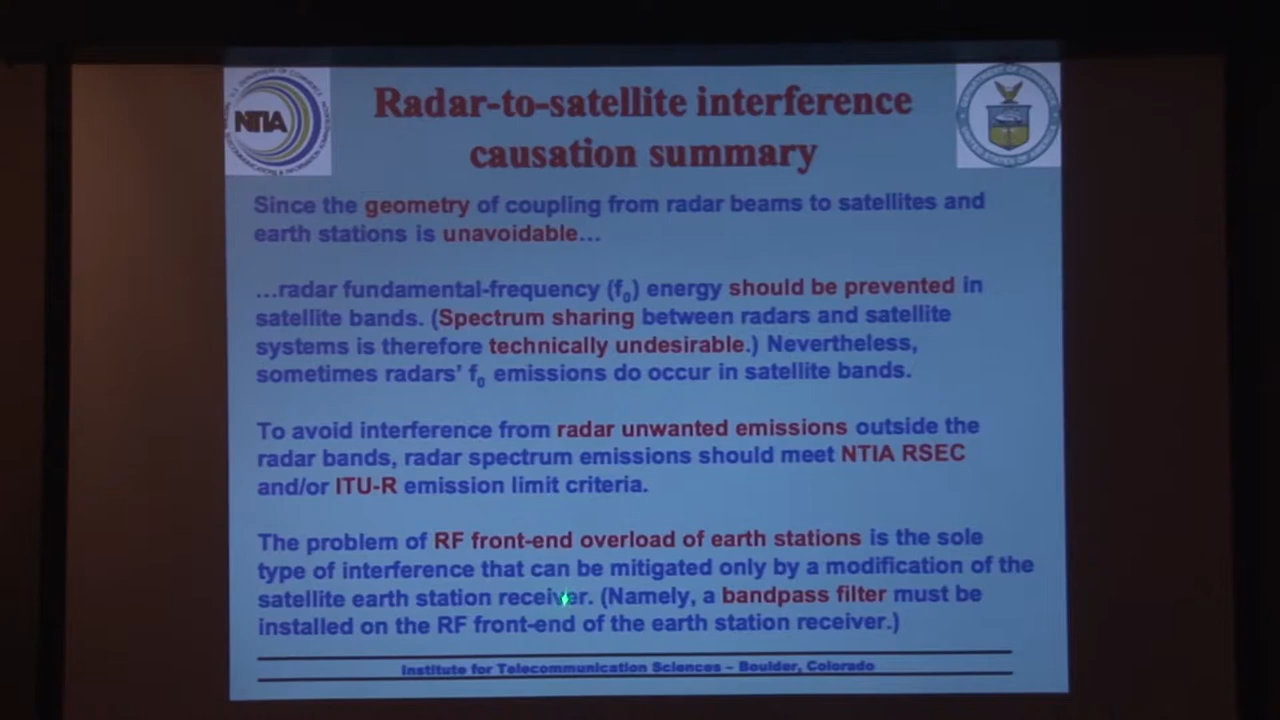 NTIA
Radar-to-satellite interference
causation summary
Since the geometry of coupling from radar beams to satellites and
earth stations is unavoidable...
...radar fundamental-frequency (f₀) energy should be prevented in
satellite bands. (Spectrum sharing between radars and satellite
systems is therefore technically undesirable.) Nevertheless,
sometimes radars' f₀ emissions do occur in satellite bands.
To avoid interference from radar unwanted emissions outside the
radar bands, radar spectrum emissions should meet NTIA RSEC
and/or ITU-R emission limit criteria.
The problem of RF front-end overload of earth stations is the sole
type of interference that can be mitigated only by a modification of the
satellite earth station receiver. (Namely, a bandpass filter must be
installed on the RF front-end of the earth station receiver.)
Institute for Telecommunication Sciences – Boulder, Colorado